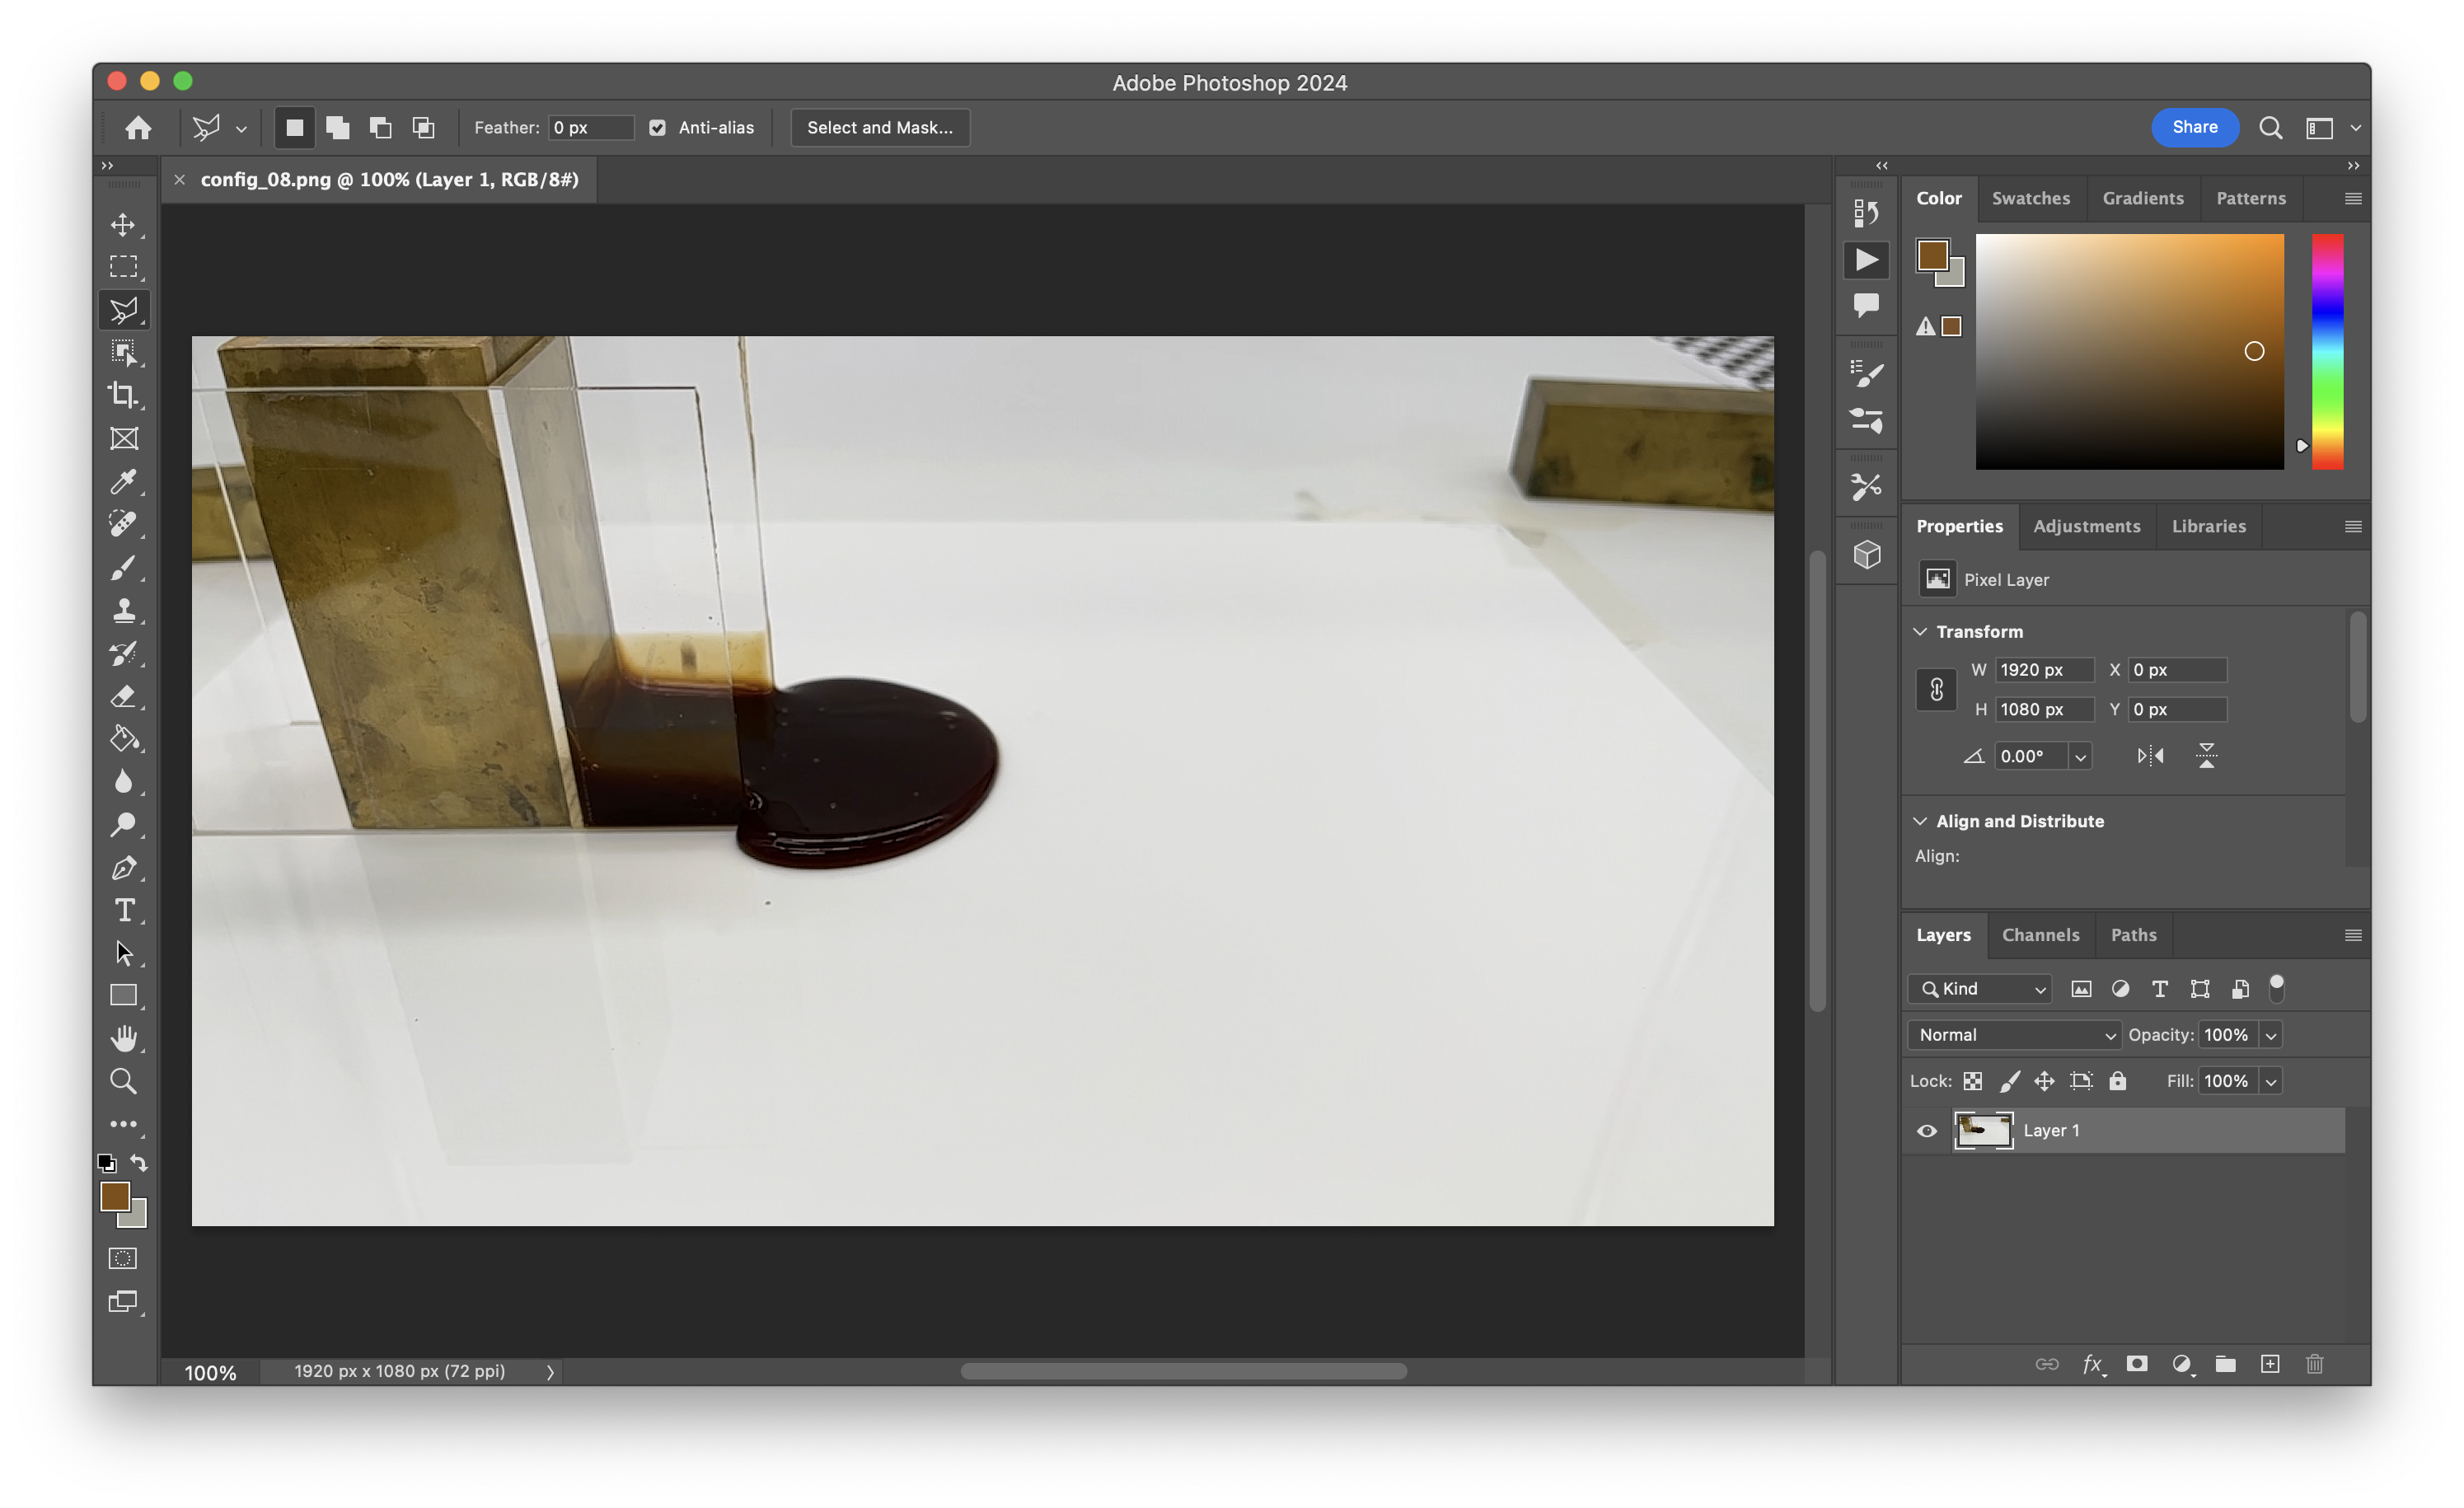 Adobe Photoshop 2024
Feather: 0 px Anti-alias Select and Mask... Share
config_08.png @ 100% (Layer 1, RGB/8#)
Color Swatches Gradients Patterns
Properties Adjustments Libraries
Pixel Layer
Transform
W 1920 px X 0 px
H 1080 px Y 0 px
0.00°
Align and Distribute
Align:
Layers Channels Paths
Kind
Normal Opacity: 100%
Lock: Fill: 100%
Layer 1
fx
100% 1920 px x 1080 px (72 ppi)